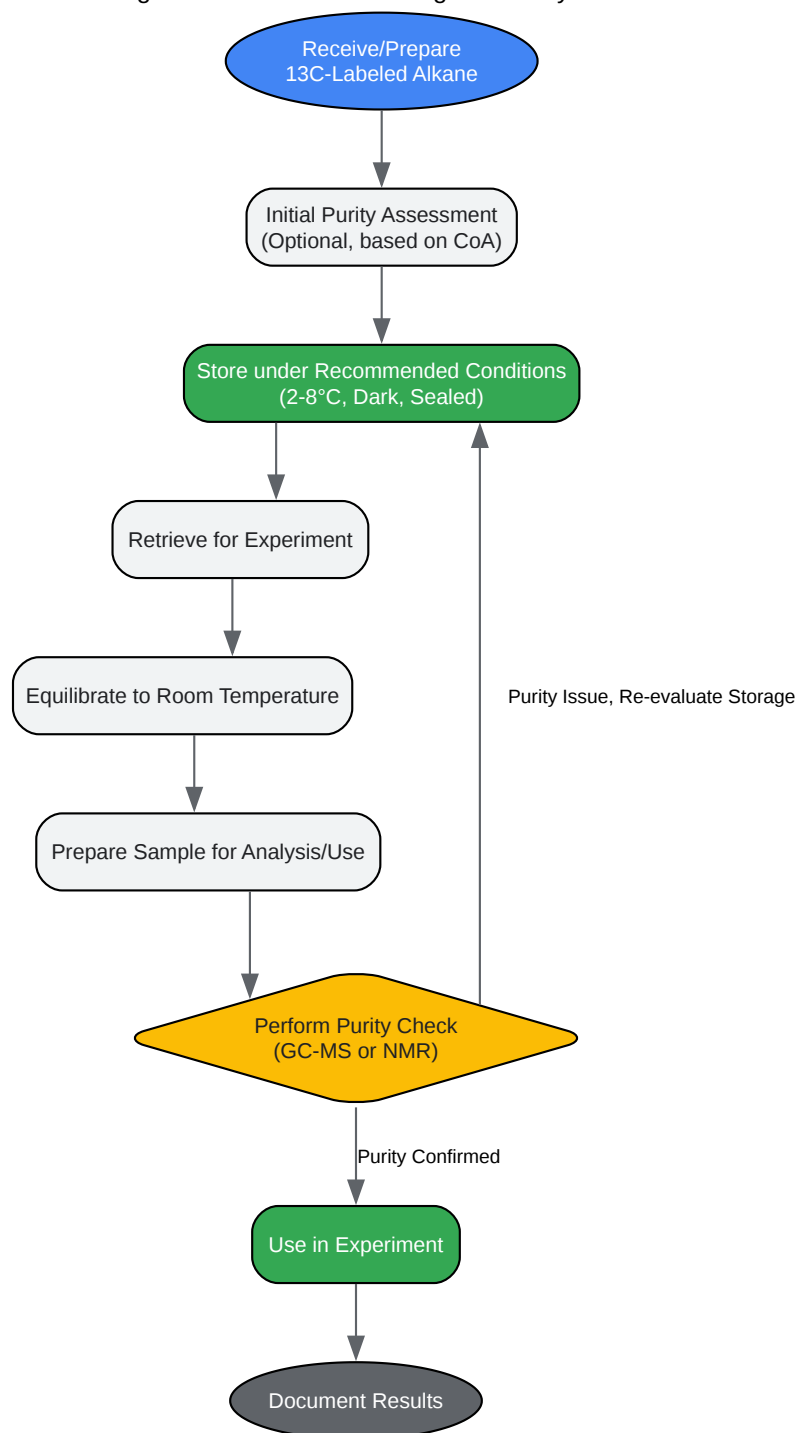 Receive/Prepare
13C-Labeled Alkane
Initial Purity Assessment
(Optional, based on CoA)
Store under Recommended Conditions
(2-8°C, Dark, Sealed)
Retrieve for Experiment
Equilibrate to Room Temperature
Purity Issue, Re-evaluate Storage
Prepare Sample for Analysis/Use
Perform Purity Check
(GC-MS or NMR)
Purity Confirmed
Use in Experiment
Document Results